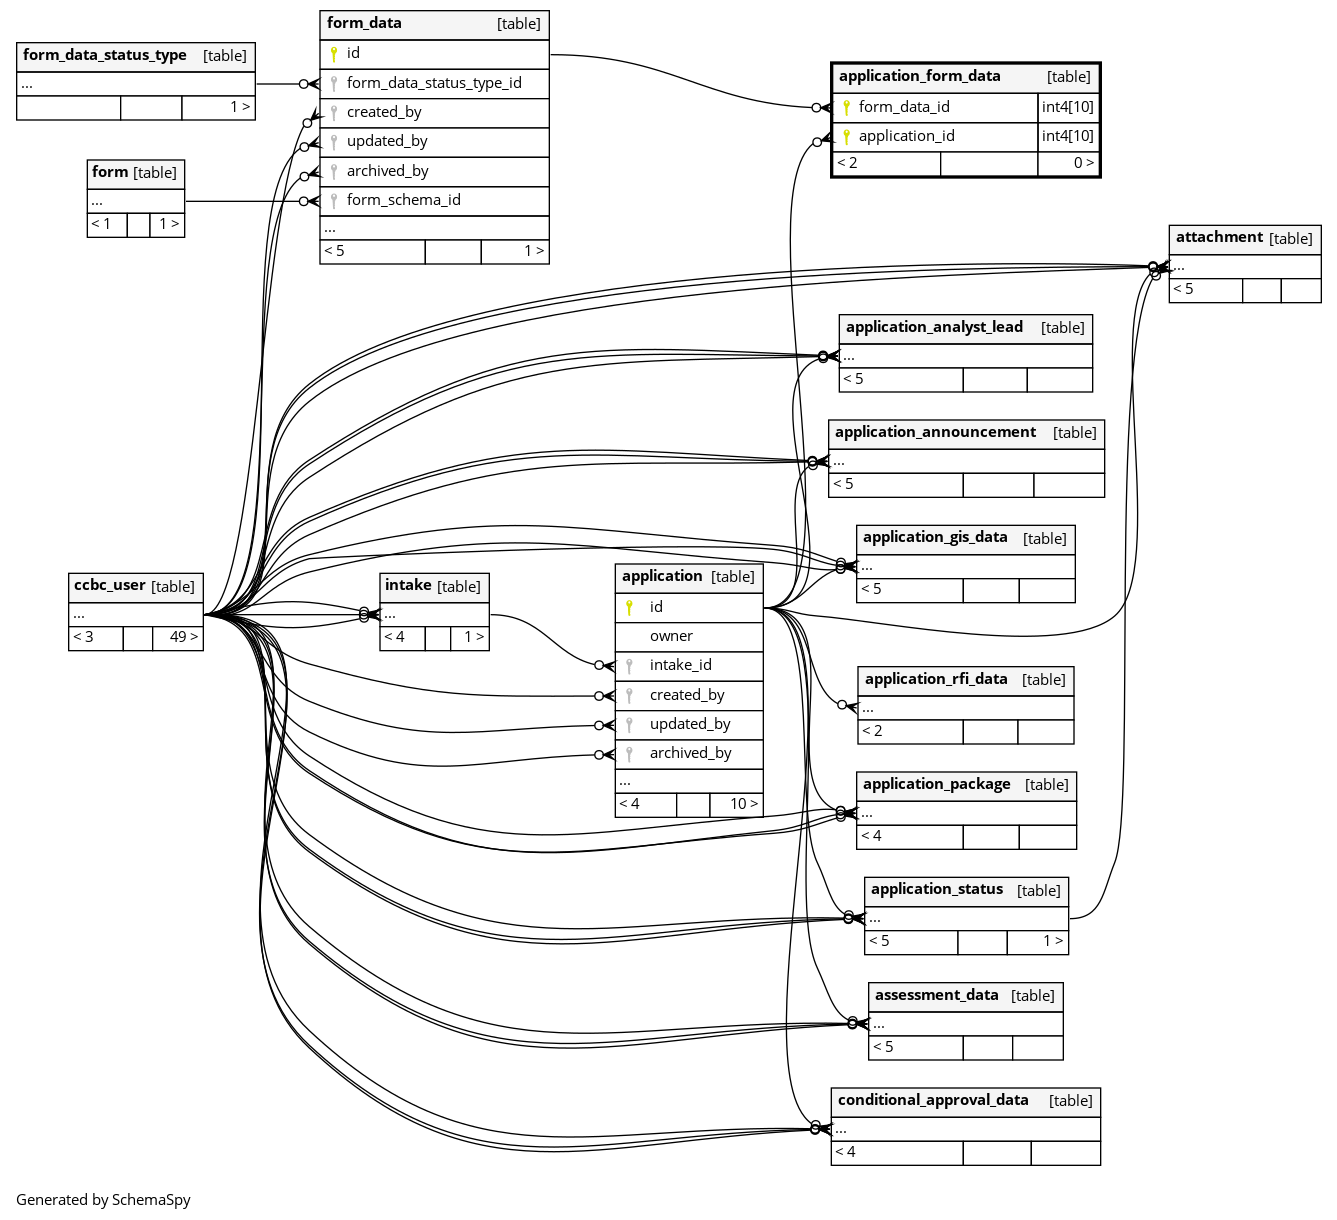 form_data_status_type [table]
...
1 >
form [table]
...
< 1 1 >
form_data [table]
id
form_data_status_type_id
created_by
updated_by
archived_by
form_schema_id
...
< 5 1 >
application_form_data [table]
form_data_id int4[10]
application_id int4[10]
< 2 0 >
attachment [table]
...
< 5
application_analyst_lead [table]
...
< 5
application_announcement [table]
...
< 5
application_gis_data [table]
...
< 5
ccbc_user [table]
...
< 3 49 >
intake [table]
...
< 4 1 >
application [table]
id
owner
intake_id
created_by
updated_by
archived_by
...
< 4 10 >
application_rfi_data [table]
...
< 2
application_package [table]
...
< 4
application_status [table]
...
< 5 1 >
assessment_data [table]
...
< 5
conditional_approval_data [table]
...
< 4
Generated by SchemaSpy